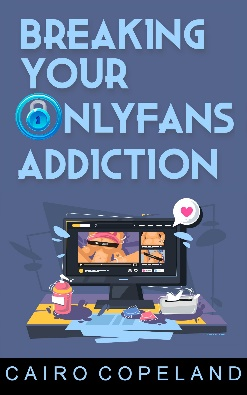 BREAKING
YOUR
ONLYFANS
ADDICTION
CAIRO COPELAND